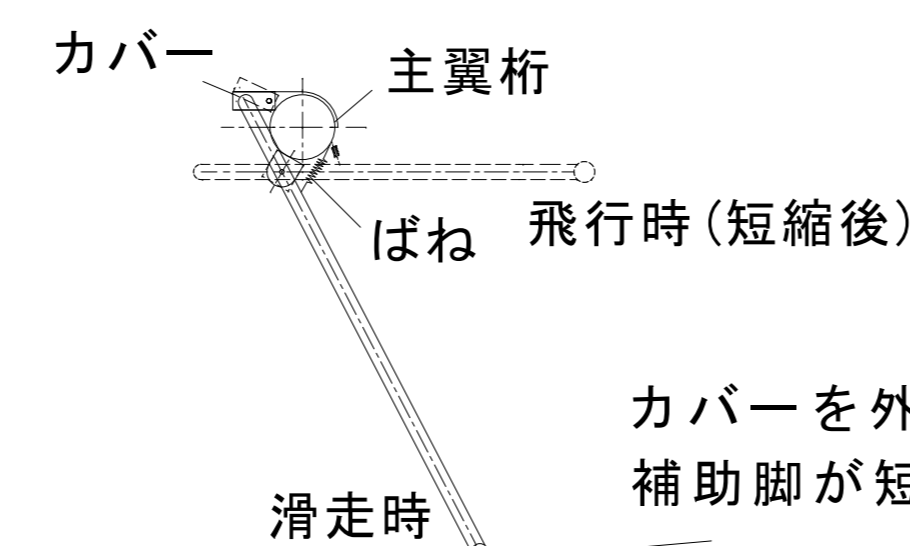 カバー
主翼桁
ばね
飛行時(短縮後)
カバーを外
補助脚が短
滑走時